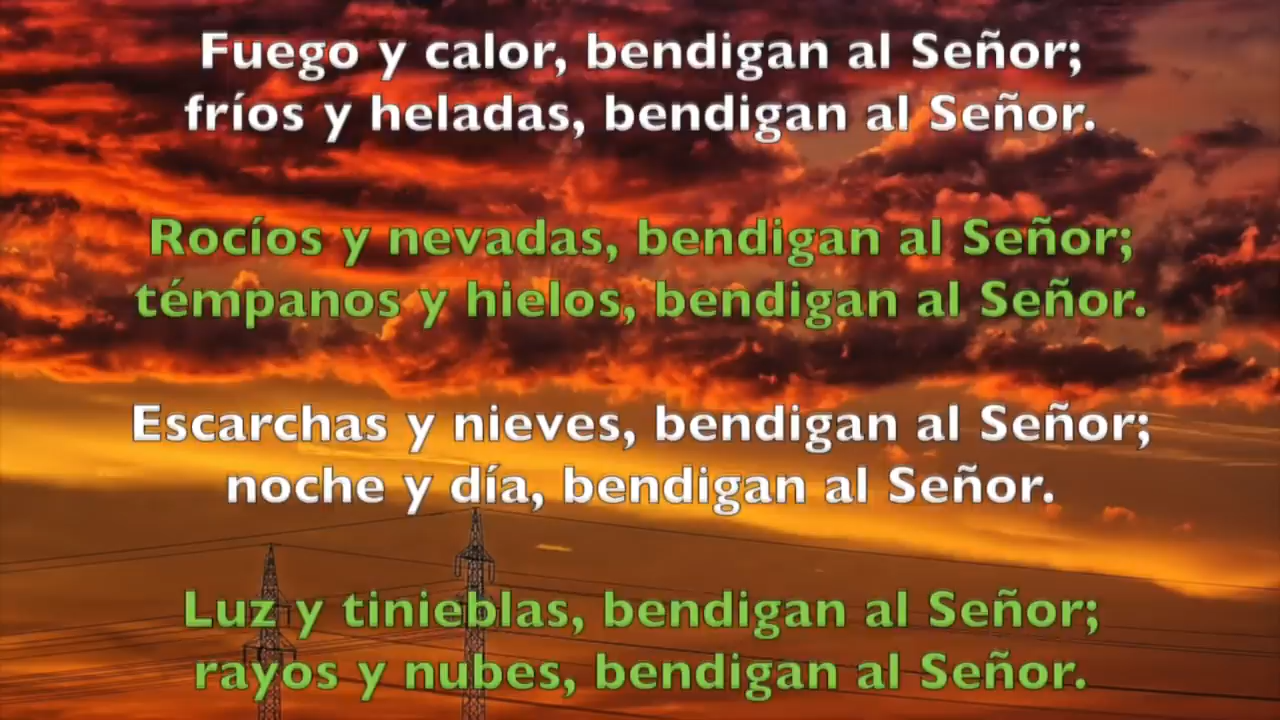 Fuego y calor, bendigan al Señor;
fríos y heladas, bendigan al Señor.
Rocíos y nevadas, bendigan al Señor;
témpanos y hielos, bendigan al Señor.
Escarchas y nieves, bendigan al Señor;
noche y día, bendigan al Señor.
Luz y tinieblas, bendigan al Señor;
rayos y nubes, bendigan al Señor.